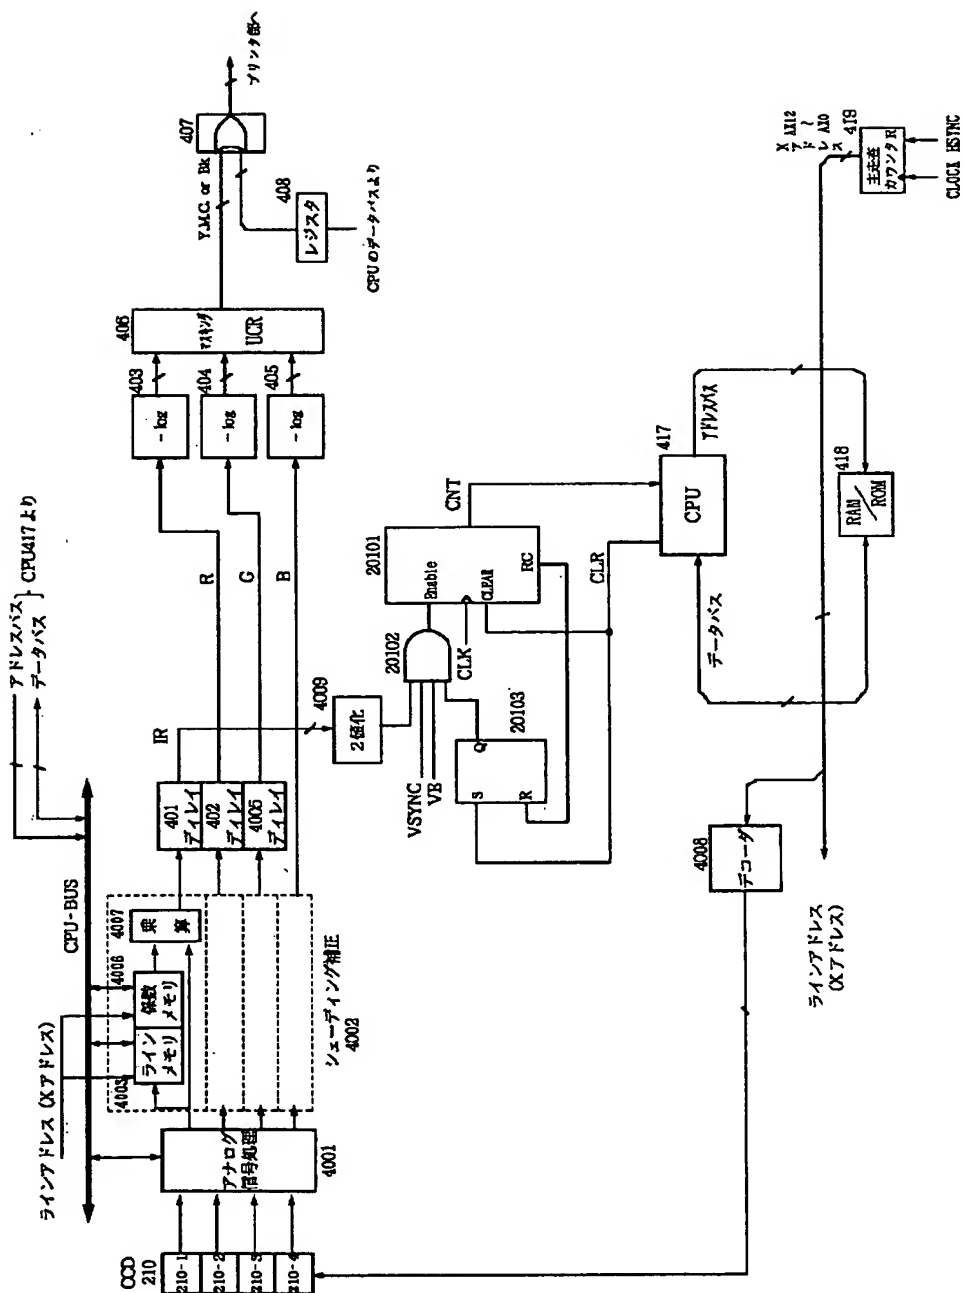 CCD
210
210-1
210-2
210-3
210-4
ラインアドレス (Xアドレス)
CPU-BUS
アドレスバス
データバス
CPU417より
アナログ
信号処理
4001
4003
ライン
メモリ
4006
係数
メモリ
4007
乗算
シェーディング補正
4002
401
ディレイ
402
ディレイ
4005
ディレイ
IR
R
G
B
-log
403
-log
404
-log
405
406
マスキング
UCR
Y.M.C. or Bk
407
プリンタ部へ
408
レジスタ
CPUのデータバスより
4009
2値化
VSYNC
VE
20102
CLK
20103
S
Q
R
20101
Enable
CLEAR
RC
CNT
CLR
417
CPU
アドレスバス
データバス
418
RAM/ROM
4008
デコーダ
ラインアドレス
(Xアドレス)
Xアドレス
AX12
~
AX0
419
主走査
カウンタ R
CLOCK HSYNC